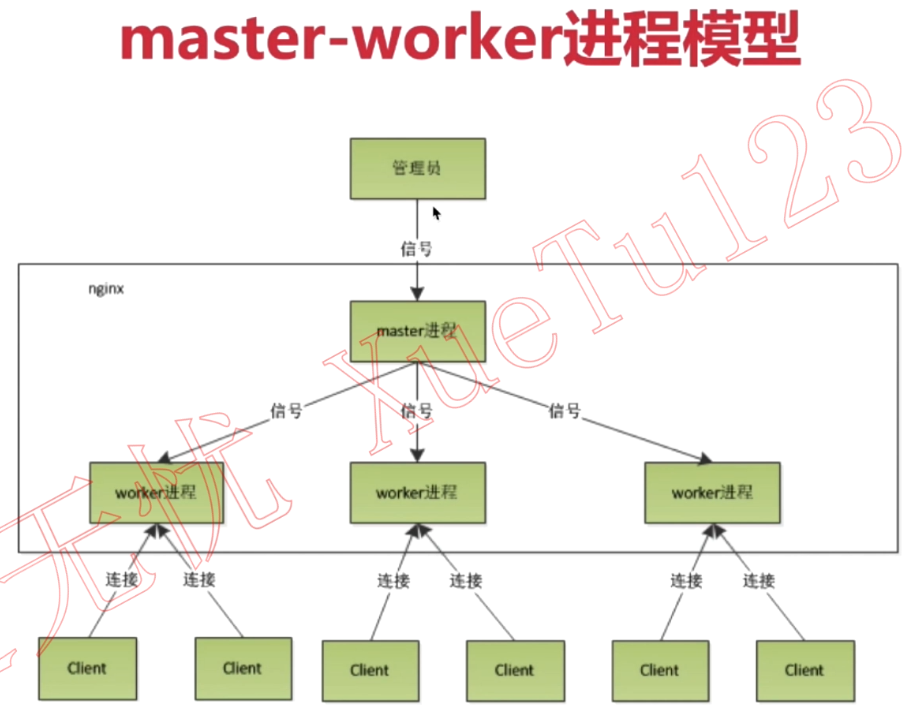 master-worker进程模型
管理员
信号
nginx
master进程
信号 信号 信号
worker进程 worker进程 worker进程
连接 连接 连接 连接 连接 连接
Client Client Client Client Client Client
无忧 XueTu123